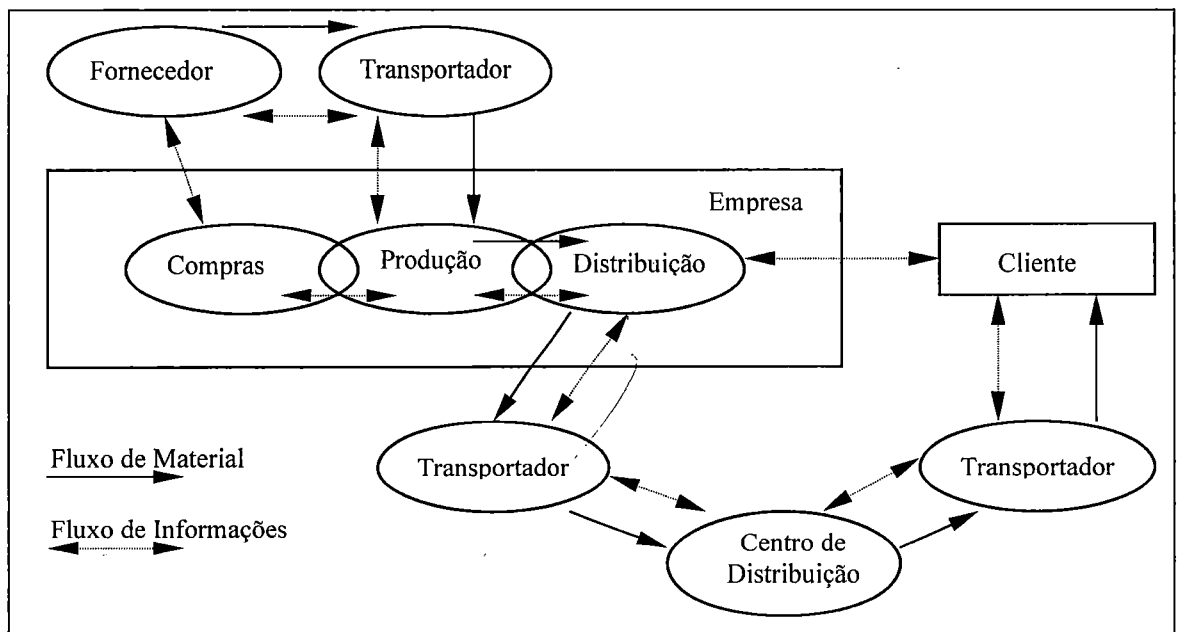 Fornecedor
Transportador
Empresa
Compras
Produção
Distribuição
Cliente
Transportador
Transportador
Centro de
Distribuição
Fluxo de Material
Fluxo de Informações